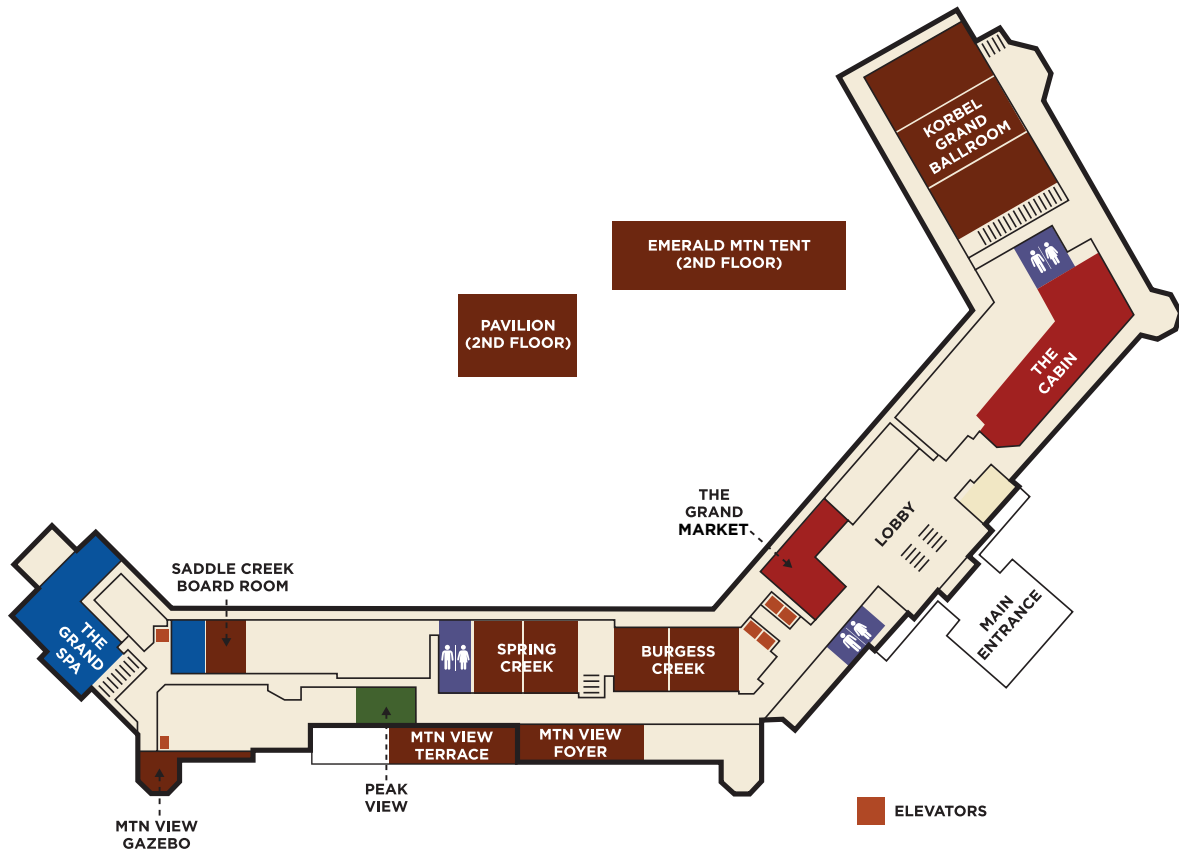 KORBEL
GRAND
BALLROOM
EMERALD MTN TENT
(2ND FLOOR)
PAVILION
(2ND FLOOR)
THE
CABIN
THE
GRAND
MARKET
LOBBY
MAIN
ENTRANCE
SADDLE CREEK
BOARD ROOM
THE
GRAND
SPA
SPRING
CREEK
BURGESS
CREEK
MTN VIEW
TERRACE
MTN VIEW
FOYER
PEAK
VIEW
MTN VIEW
GAZEBO
ELEVATORS